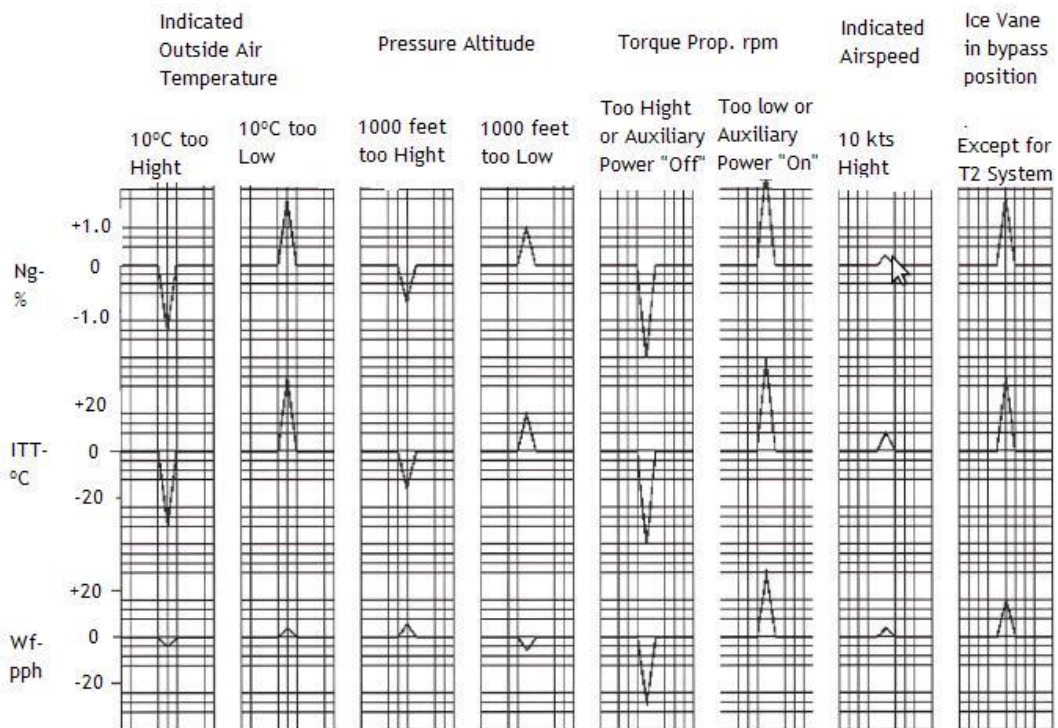 Indicated
Outside Air
Temperature
Pressure Altitude
Torque Prop. rpm
Indicated
Airspeed
Ice Vane
in bypass
position
10ºC too
Hight
10ºC too
Low
1000 feet
too Hight
1000 feet
too Low
Too Hight
or Auxiliary
Power "Off"
Too low or
Auxiliary
Power "On"
10 kts
Hight
.
Except for
T2 System
Ng-
%
+1.0
0
-1.0
ITT-
ºC
+20
0
-20
Wf-
pph
+20
0
-20